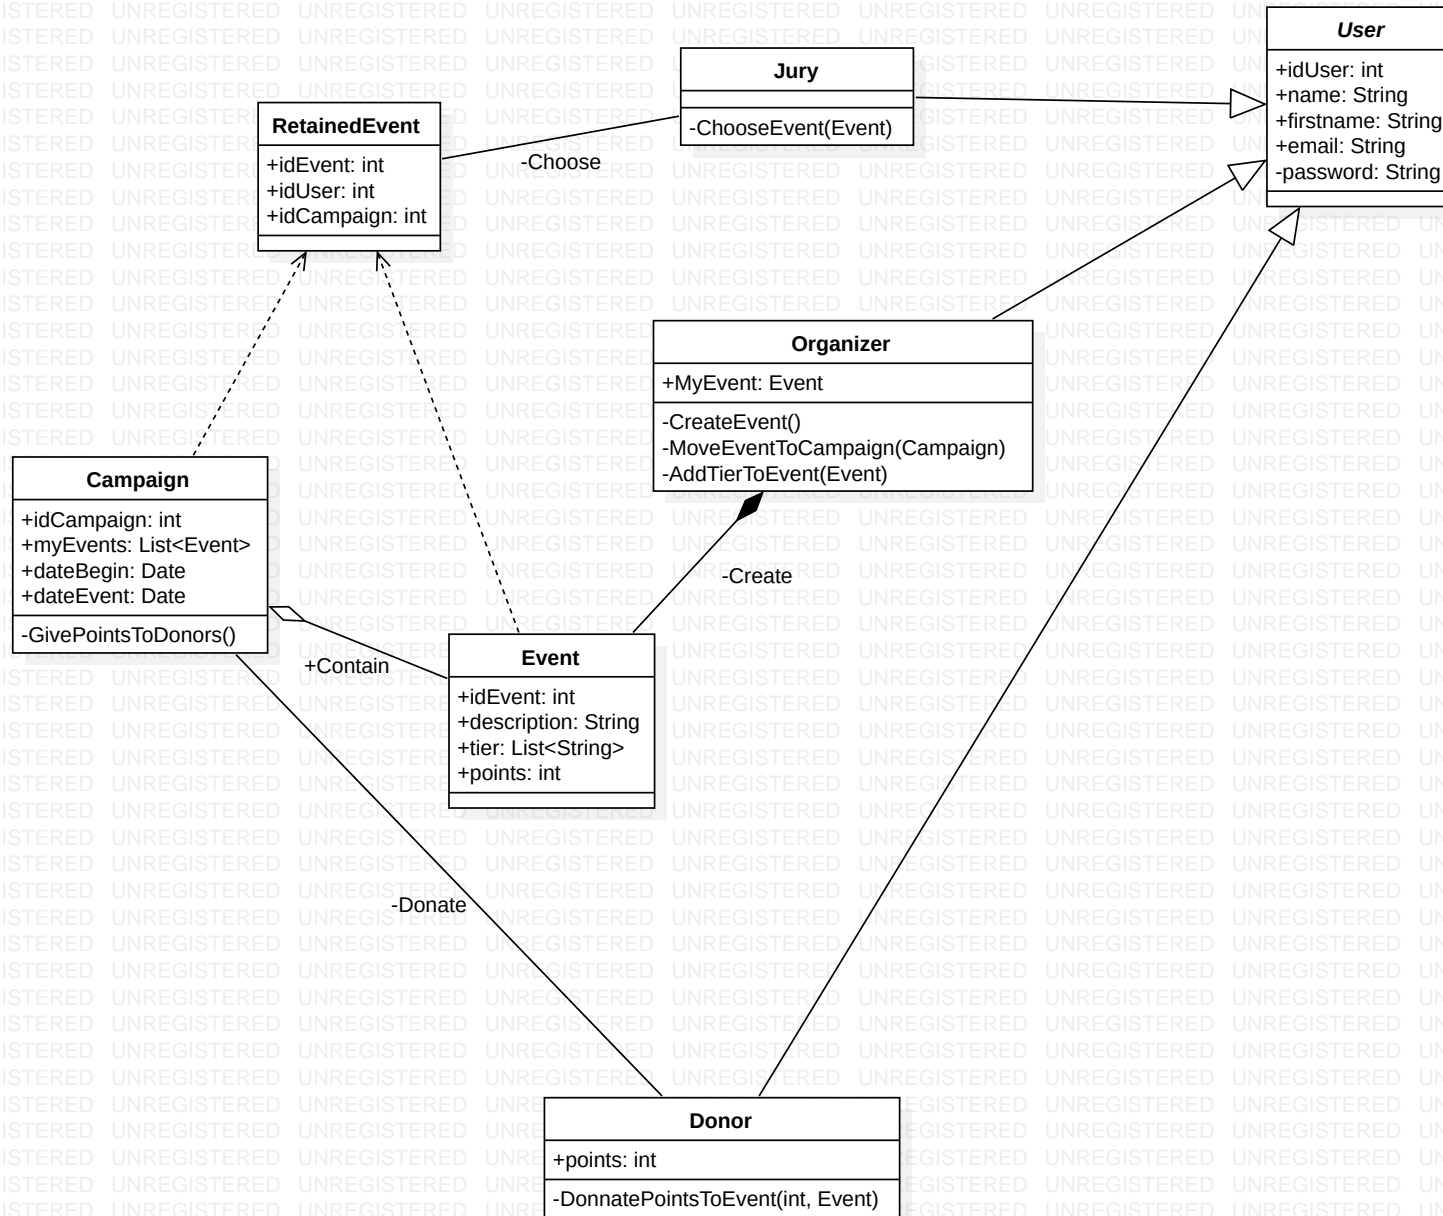 User
+idUser: int
+name: String
+firstname: String
+email: String
-password: String
Jury
-ChooseEvent(Event)
RetainedEvent
+idEvent: int
+idUser: int
+idCampaign: int
-Choose
Organizer
+MyEvent: Event
-CreateEvent()
-MoveEventToCampaign(Campaign)
-AddTierToEvent(Event)
Campaign
+idCampaign: int
+myEvents: List<Event>
+dateBegin: Date
+dateEvent: Date
-GivePointsToDonors()
-Create
+Contain
Event
+idEvent: int
+description: String
+tier: List<String>
+points: int
-Donate
Donor
+points: int
-DonnatePointsToEvent(int, Event)
UNREGISTERED